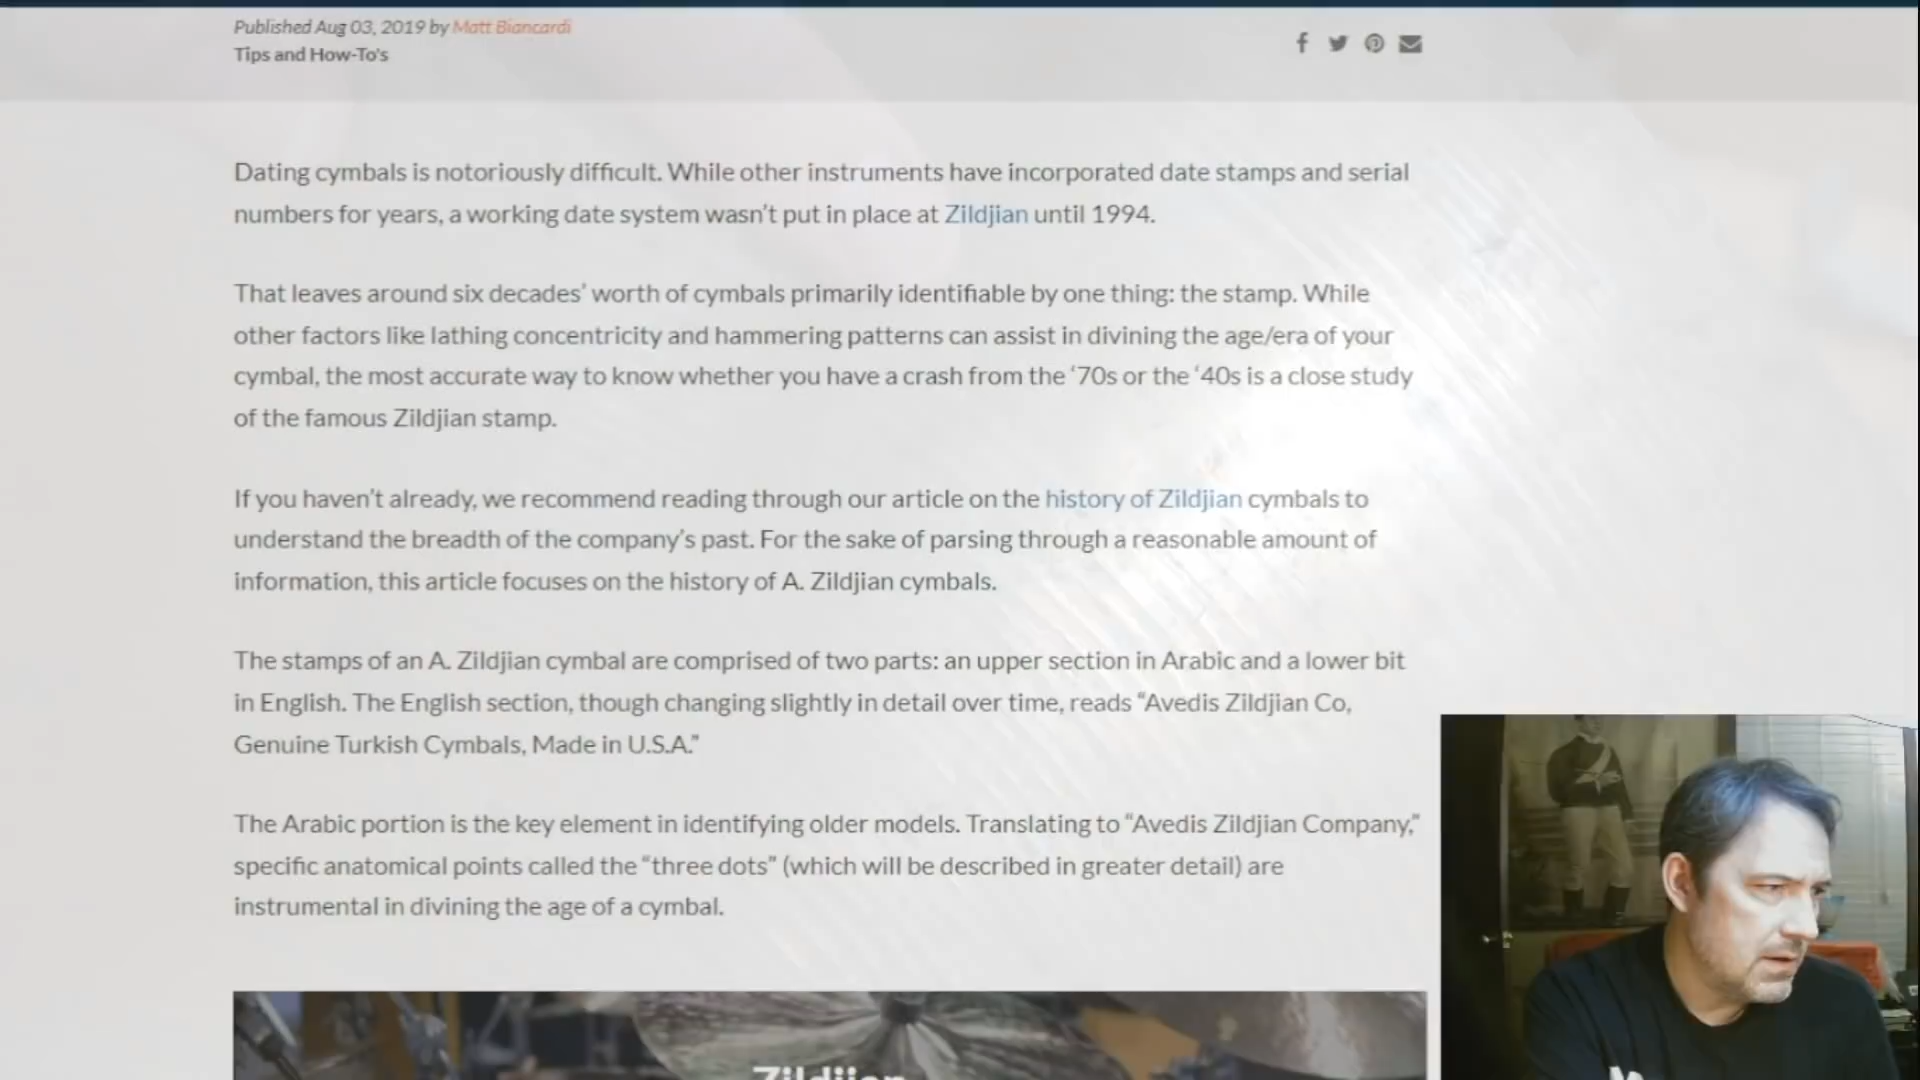 Published Aug 03, 2019 by Matt Biancardi
Tips and How-To's
Dating cymbals is notoriously difficult. While other instruments have incorporated date stamps and serial
numbers for years, a working date system wasn’t put in place at Zildjian until 1994.
That leaves around six decades’ worth of cymbals primarily identifiable by one thing: the stamp. While
other factors like lathing concentricity and hammering patterns can assist in divining the age/era of your
cymbal, the most accurate way to know whether you have a crash from the ‘70s or the ‘40s is a close study
of the famous Zildjian stamp.
If you haven’t already, we recommend reading through our article on the history of Zildjian cymbals to
understand the breadth of the company’s past. For the sake of parsing through a reasonable amount of
information, this article focuses on the history of A. Zildjian cymbals.
The stamps of an A. Zildjian cymbal are comprised of two parts: an upper section in Arabic and a lower bit
in English. The English section, though changing slightly in detail over time, reads “Avedis Zildjian Co,
Genuine Turkish Cymbals, Made in U.S.A.”
The Arabic portion is the key element in identifying older models. Translating to “Avedis Zildjian Company,”
specific anatomical points called the “three dots” (which will be described in greater detail) are
instrumental in divining the age of a cymbal.
Zildjian